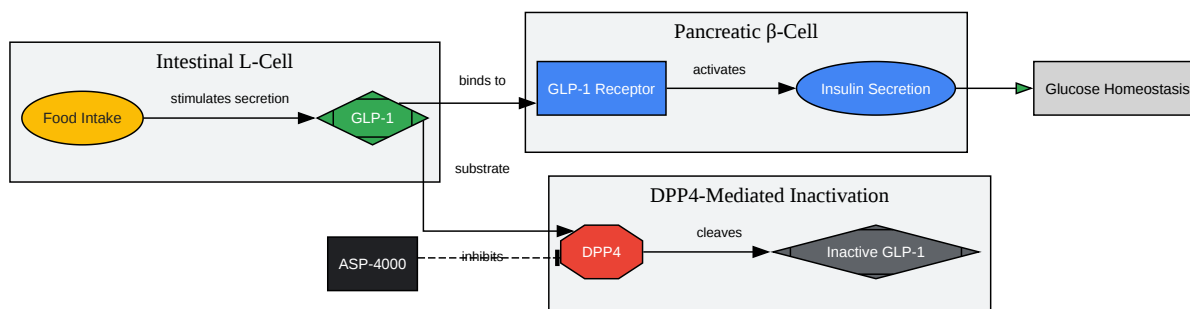 Pancreatic β-Cell
Intestinal L-Cell
Food Intake
stimulates secretion
GLP-1
binds to
GLP-1 Receptor
activates
Insulin Secretion
Glucose Homeostasis
substrate
DPP4-Mediated Inactivation
ASP-4000
inhibits
DPP4
cleaves
Inactive GLP-1